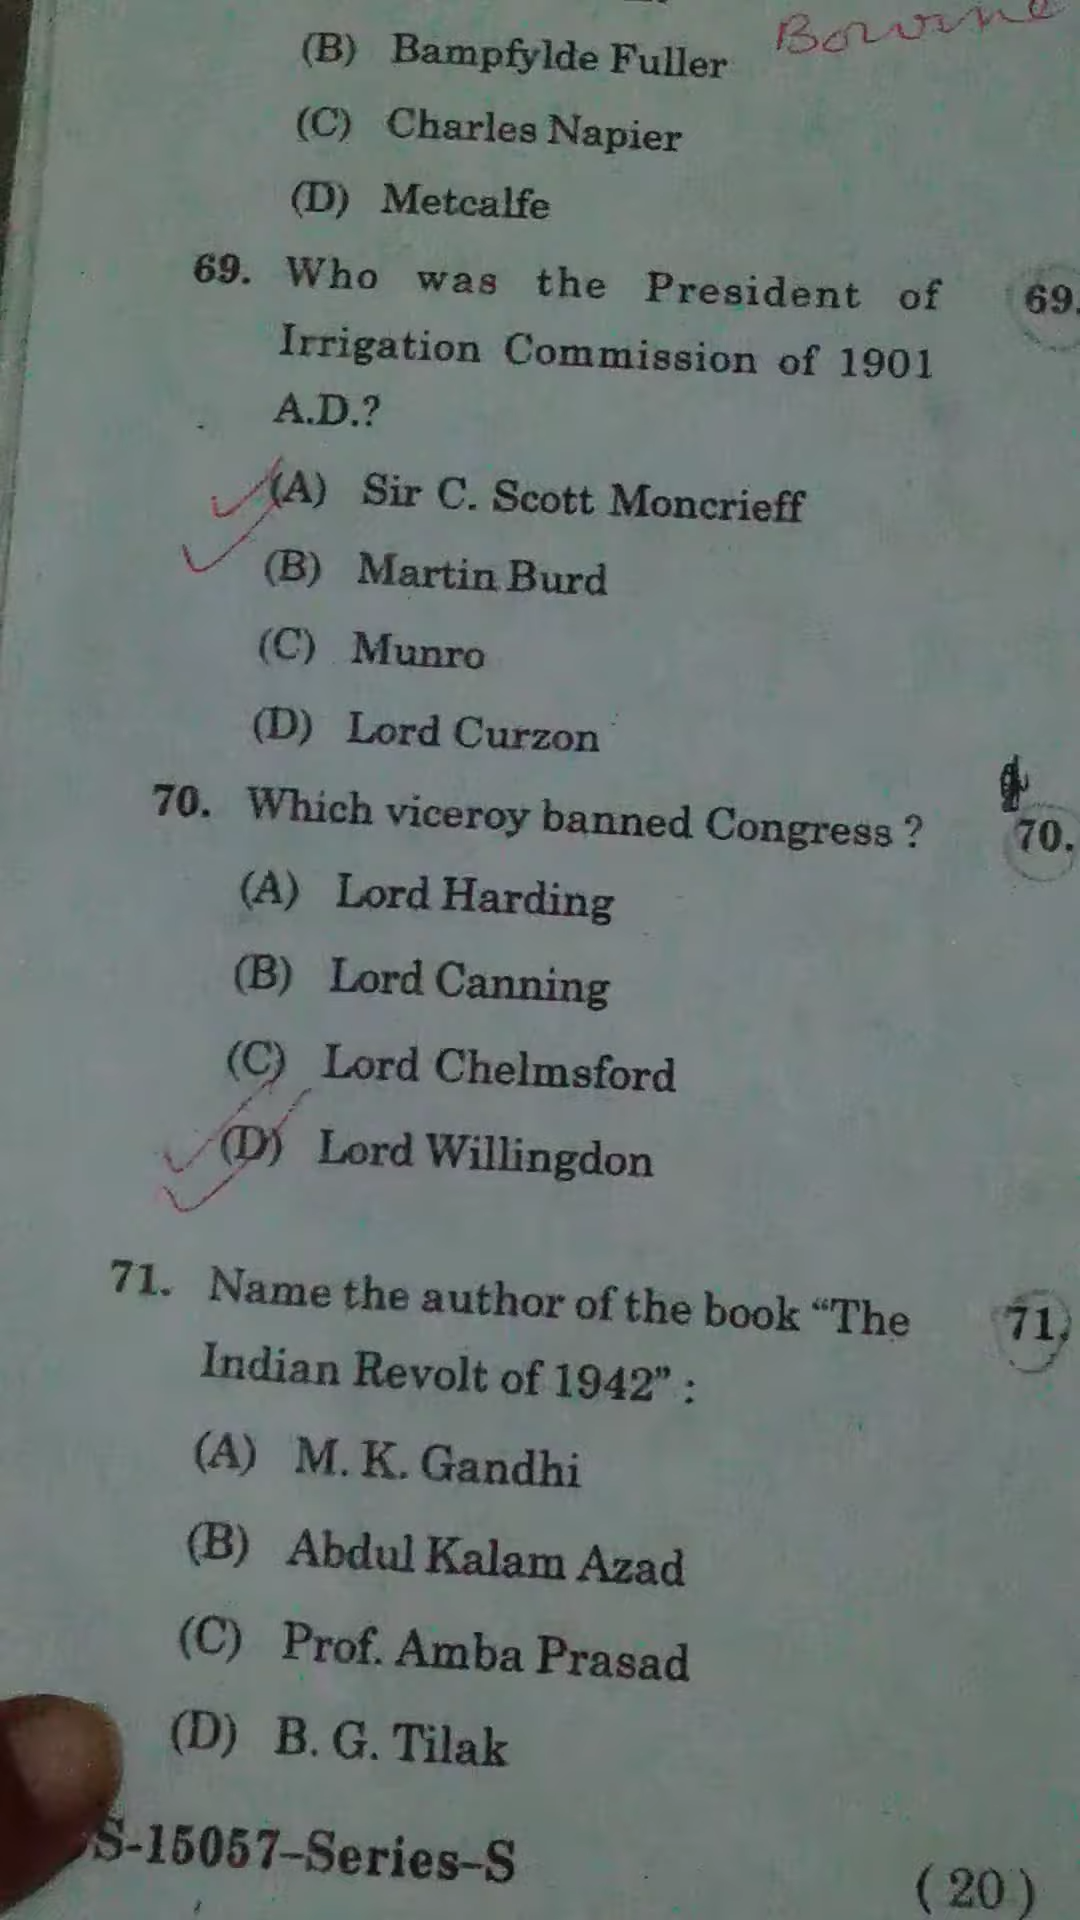 Bowrne
(B) Bampfylde Fuller
(C) Charles Napier
(D) Metcalfe
69. Who was the President of
Irrigation Commission of 1901
A.D.?
(A) Sir C. Scott Moncrieff
(B) Martin Burd
(C) Munro
(D) Lord Curzon
70. Which viceroy banned Congress ?
(A) Lord Harding
(B) Lord Canning
(C) Lord Chelmsford
(D) Lord Willingdon
71. Name the author of the book “The
Indian Revolt of 1942” :
(A) M. K. Gandhi
(B) Abdul Kalam Azad
(C) Prof. Amba Prasad
(D) B. G. Tilak
S-15057–Series–S
( 20 )
69.
70.
71.